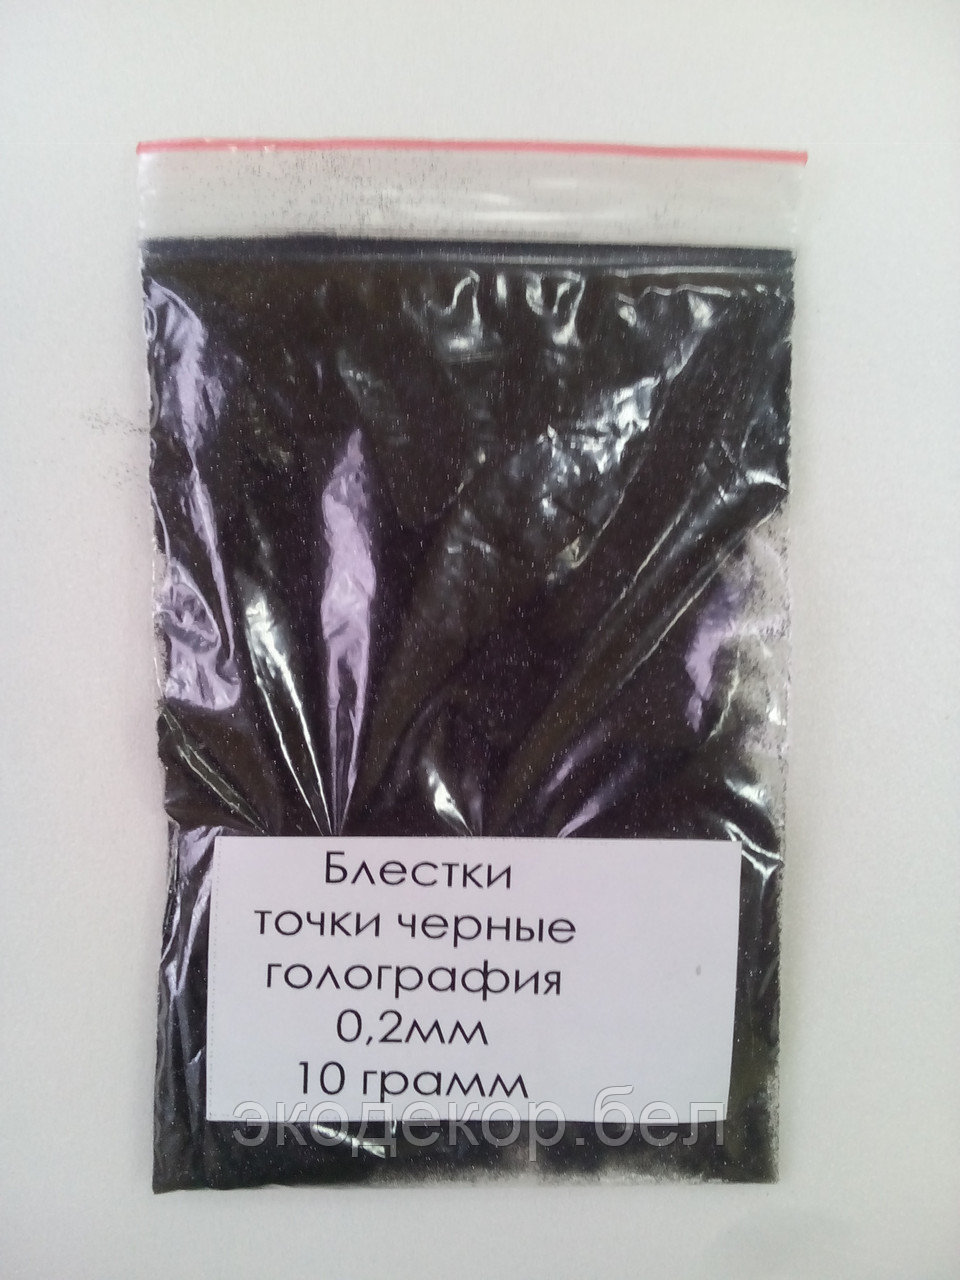 Блестки
точки черные
голография
0,2мм
10 грамм
экодекор.бел